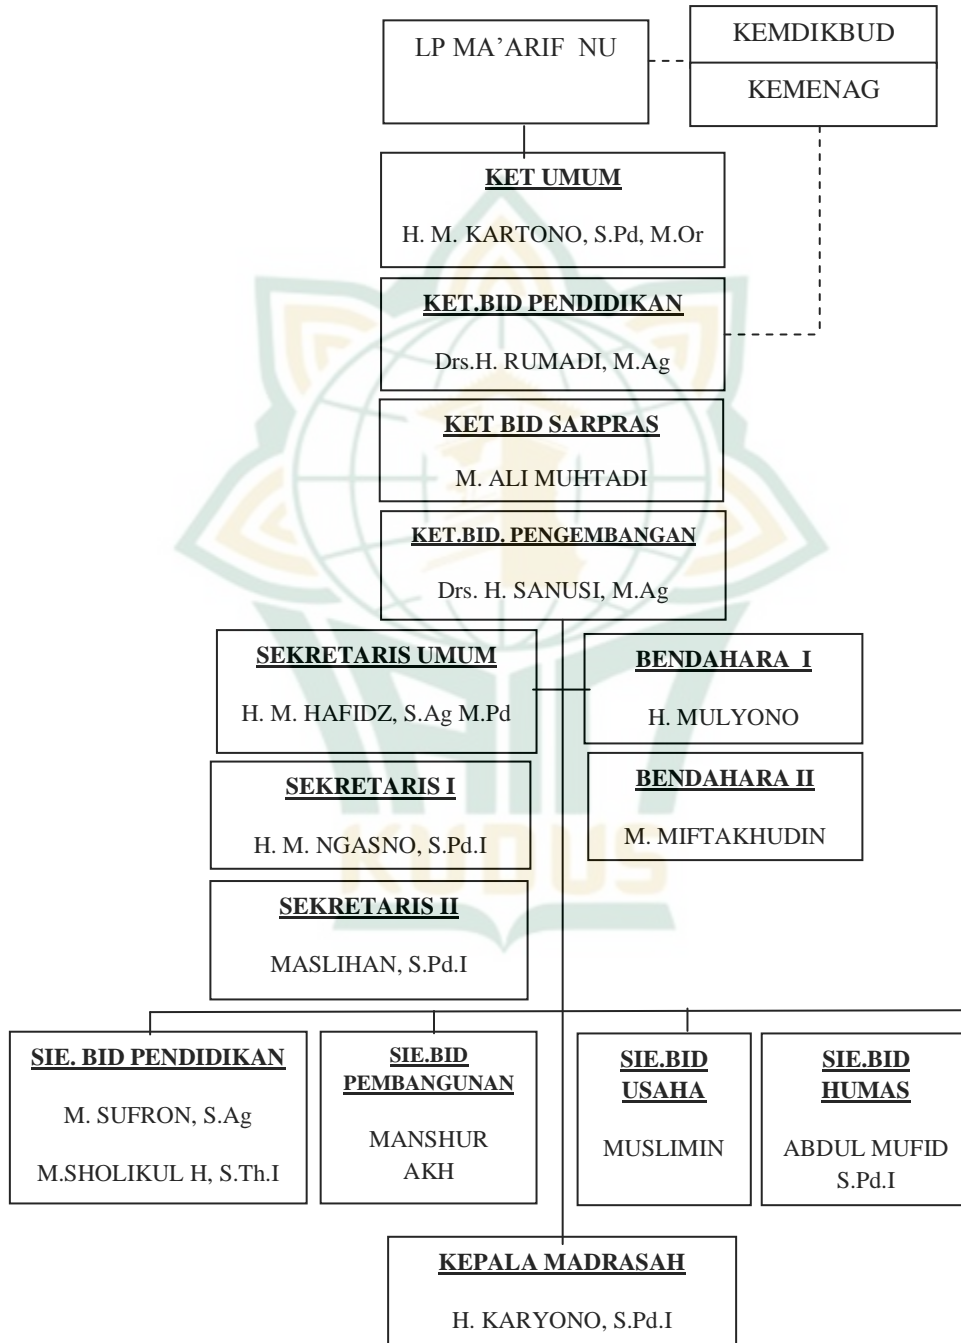 LP MA’ARIF NU
KEMDIKBUD
KEMENAG
KET UMUM
H. M. KARTONO, S.Pd, M.Or
KET.BID PENDIDIKAN
Drs.H. RUMADI, M.Ag
KET BID SARPRAS
M. ALI MUHTADI
KET.BID. PENGEMBANGAN
Drs. H. SANUSI, M.Ag
SEKRETARIS UMUM
H. M. HAFIDZ, S.Ag M.Pd
BENDAHARA I
H. MULYONO
SEKRETARIS I
H. M. NGASNO, S.Pd.I
BENDAHARA II
M. MIFTAKHUDIN
SEKRETARIS II
MASLIHAN, S.Pd.I
KUDUS
SIE. BID PENDIDIKAN
M. SUFRON, S.Ag
M.SHOLIKUL H, S.Th.I
SIE.BID
PEMBANGUNAN
MANSHUR
AKH
SIE.BID
USAHA
MUSLIMIN
SIE.BID
HUMAS
ABDUL MUFID
S.Pd.I
KEPALA MADRASAH
H. KARYONO, S.Pd.I